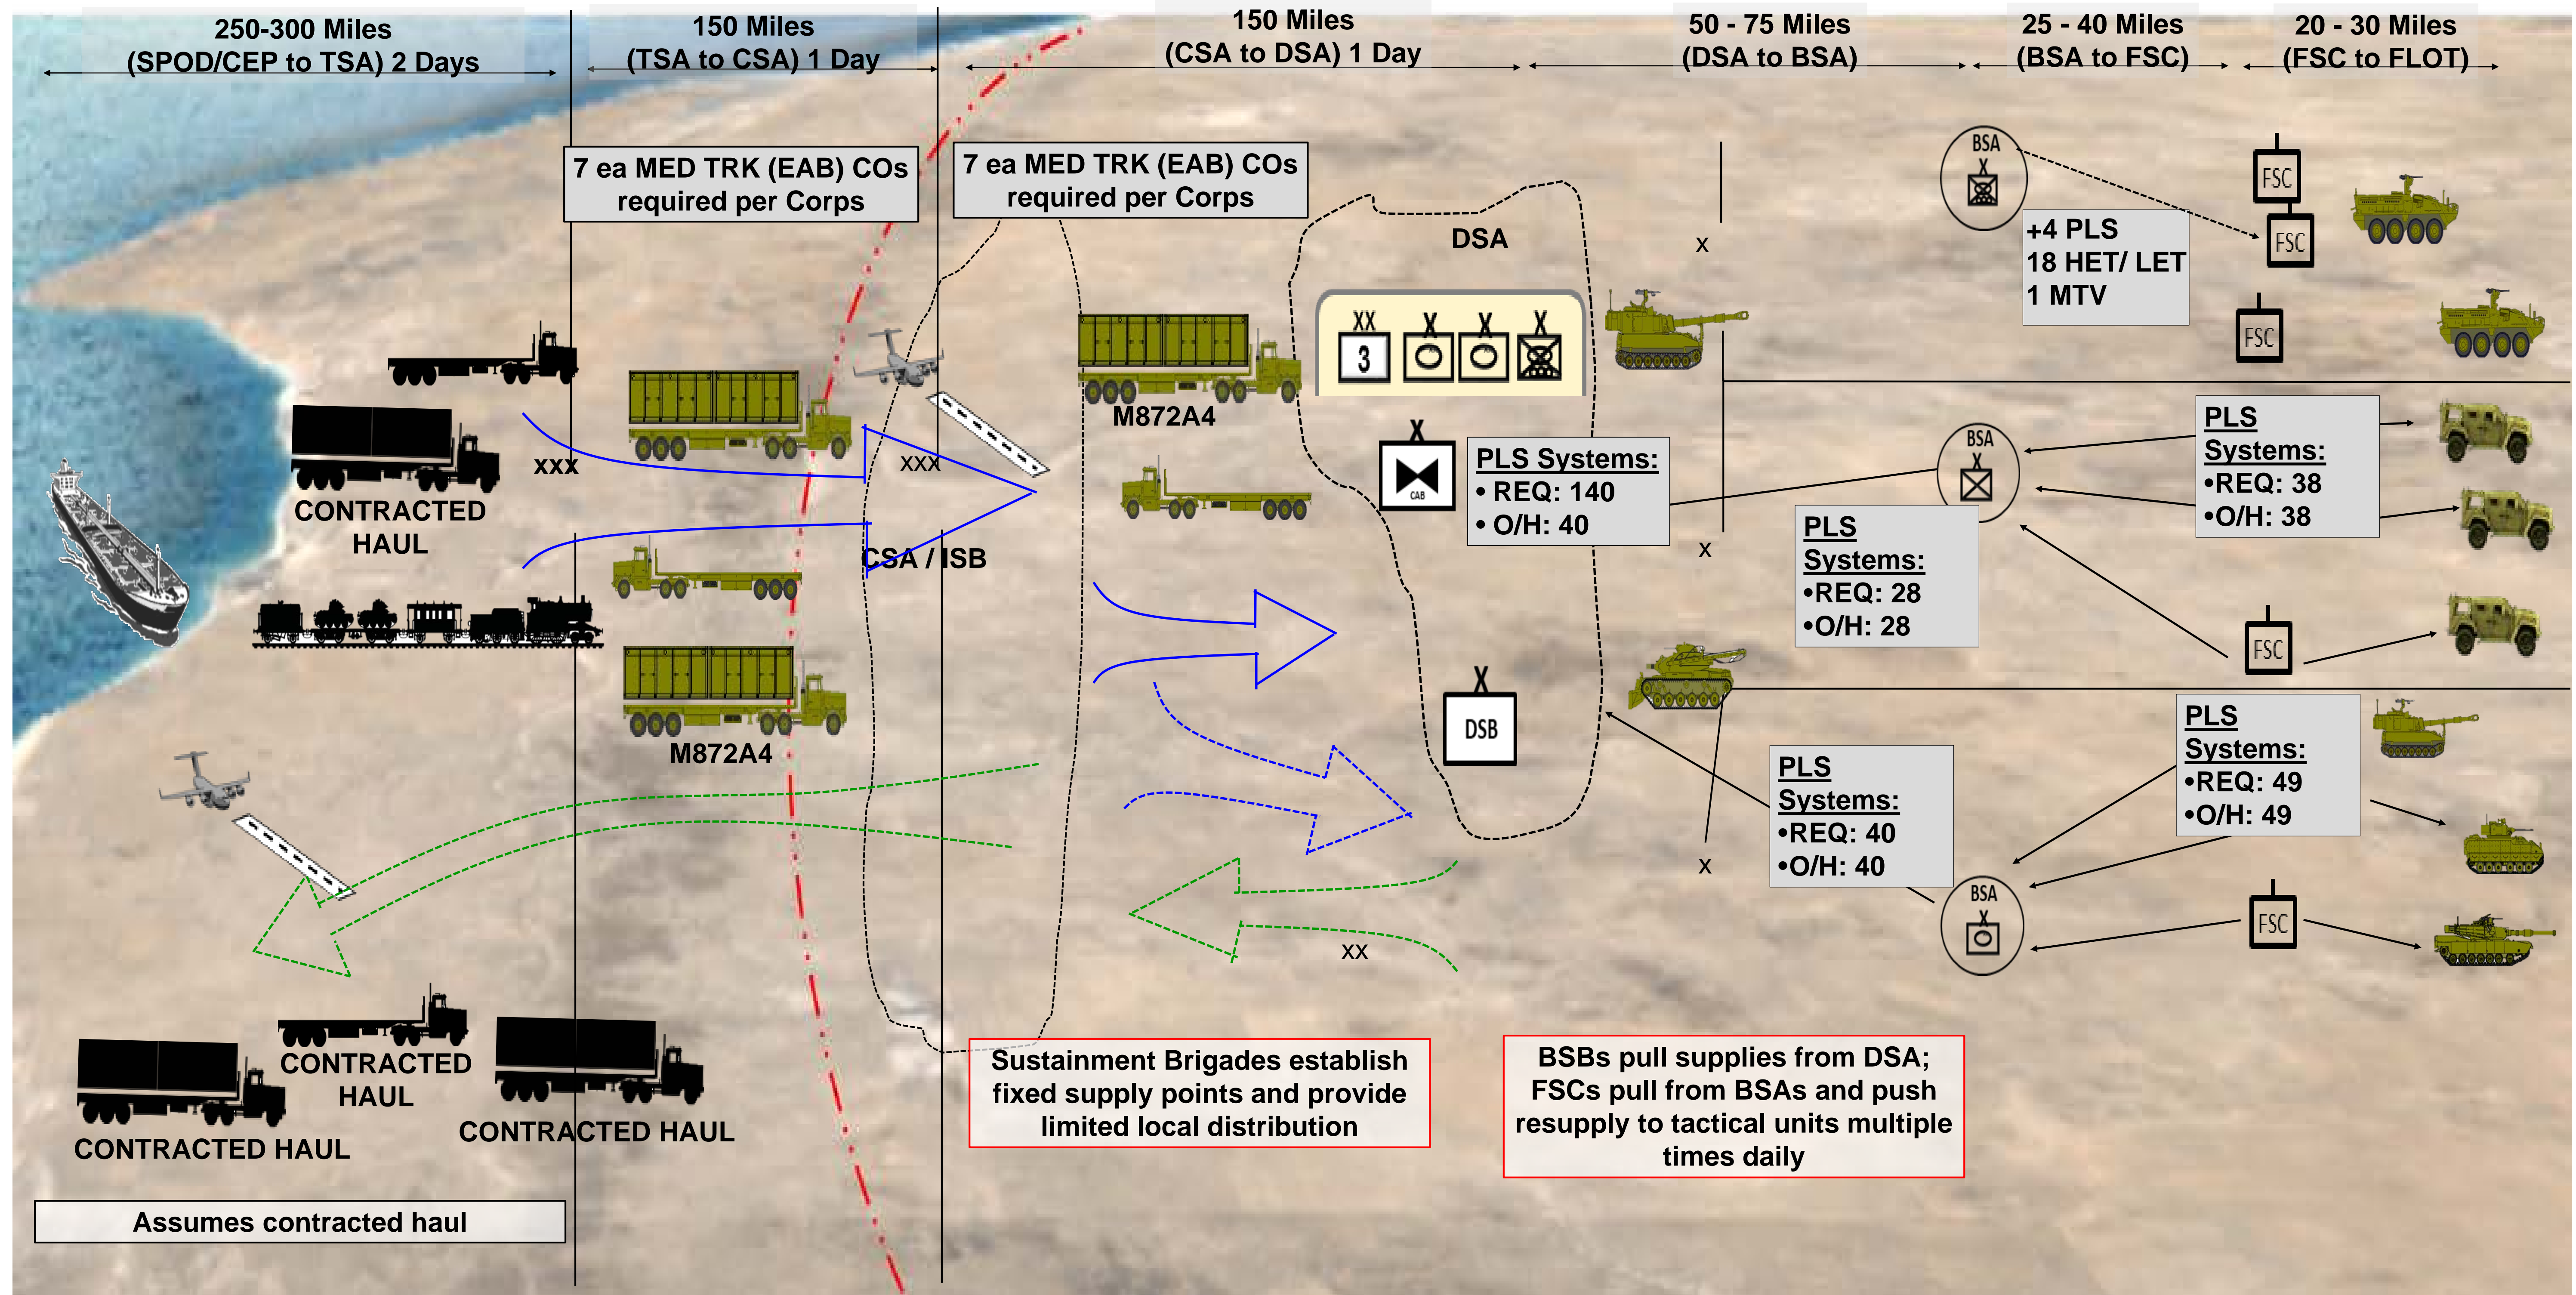 250-300 Miles
(SPOD/CEP to TSA) 2 Days
150 Miles
(TSA to CSA) 1 Day
150 Miles
(CSA to DSA) 1 Day
50 - 75 Miles
(DSA to BSA)
25 - 40 Miles
(BSA to FSC)
20 - 30 Miles
(FSC to FLOT)
7 ea MED TRK (EAB) COs
required per Corps
7 ea MED TRK (EAB) COs
required per Corps
DSA
x
BSA
X
+4 PLS
18 HET/ LET
1 MTV
FSC
FSC
FSC
XX
3
X
X
X
M872A4
X
CAB
PLS Systems:
• REQ: 140
• O/H: 40
x
CONTRACTED
HAUL
xxx
xxx
CSA / ISB
BSA
X
PLS
Systems:
•REQ: 28
•O/H: 28
PLS
Systems:
•REQ: 38
•O/H: 38
FSC
M872A4
X
DSB
x
PLS
Systems:
•REQ: 40
•O/H: 40
PLS
Systems:
•REQ: 49
•O/H: 49
BSA
X
FSC
xx
CONTRACTED
HAUL
CONTRACTED HAUL
CONTRACTED HAUL
Sustainment Brigades establish
fixed supply points and provide
limited local distribution
BSBs pull supplies from DSA;
FSCs pull from BSAs and push
resupply to tactical units multiple
times daily
Assumes contracted haul